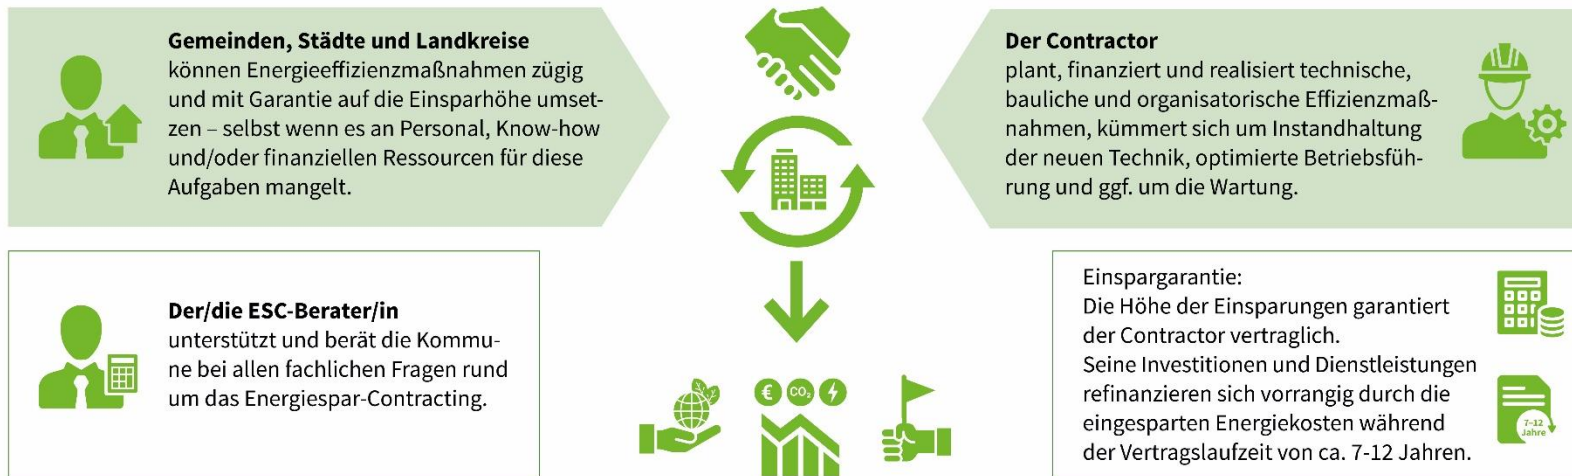 Gemeinden, Städte und Landkreise
können Energieeffizienzmaßnahmen zügig
und mit Garantie auf die Einsparhöhe umset-
zen – selbst wenn es an Personal, Know-how
und/oder finanziellen Ressourcen für diese
Aufgaben mangelt.
Der Contractor
plant, finanziert und realisiert technische,
bauliche und organisatorische Effizienzmaß-
nahmen, kümmert sich um Instandhaltung
der neuen Technik, optimierte Betriebsfüh-
rung und ggf. um die Wartung.
Der/die ESC-Berater/in
unterstützt und berät die Kommu-
ne bei allen fachlichen Fragen rund
um das Energiespar-Contracting.
€ CO₂
Einspargarantie:
Die Höhe der Einsparungen garantiert
der Contractor vertraglich.
Seine Investitionen und Dienstleistungen
refinanzieren sich vorrangig durch die
eingesparten Energiekosten während
der Vertragslaufzeit von ca. 7-12 Jahren.
7–12
Jahre